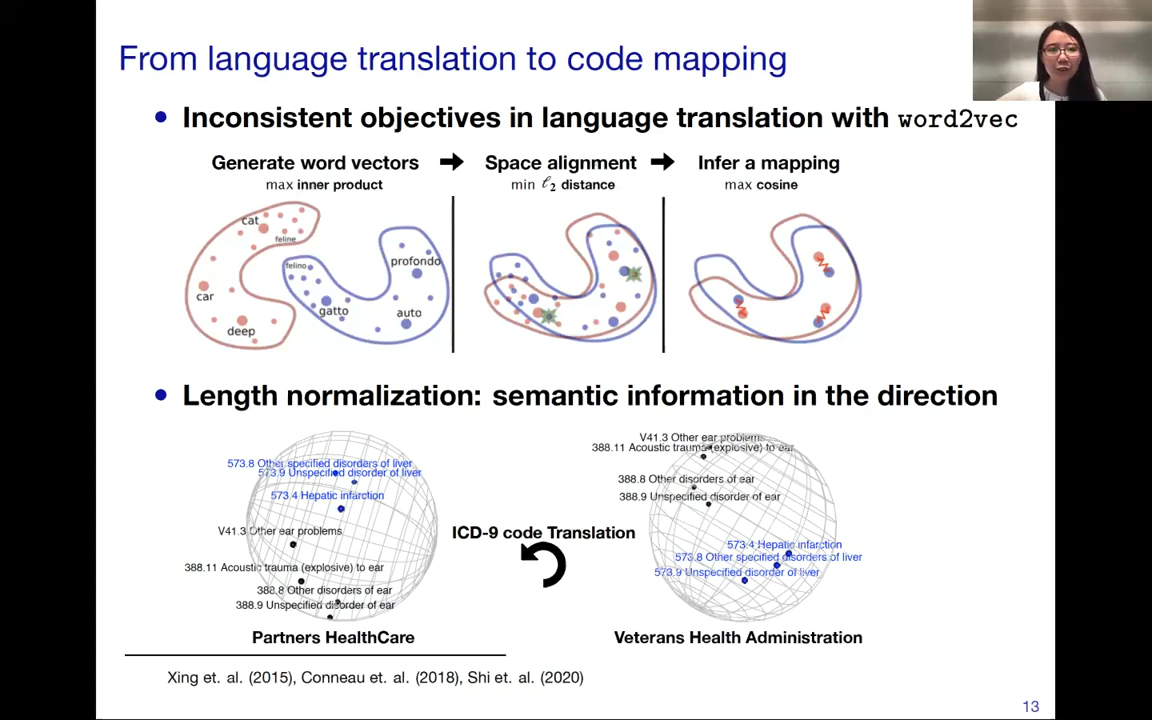 From language translation to code mapping
• Inconsistent objectives in language translation with word2vec
Generate word vectors → Space alignment → Infer a mapping
max inner product min ℓ2 distance max cosine
cat
feline
car
deep
felino
profondo
gatto
auto
• Length normalization: semantic information in the direction
573.8 Other specified disorders of liver
573.9 Unspecified disorder of liver
573.4 Hepatic infarction
V41.3 Other ear problems
388.11 Acoustic trauma (explosive) to ear
388.8 Other disorders of ear
388.9 Unspecified disorder of ear
Partners HealthCare
ICD-9 code Translation
V41.3 Other ear problems
388.11 Acoustic trauma (explosive) to ear
388.8 Other disorders of ear
388.9 Unspecified disorder of ear
573.4 Hepatic infarction
573.8 Other specified disorders of liver
573.9 Unspecified disorder of liver
Veterans Health Administration
Xing et. al. (2015), Conneau et. al. (2018), Shi et. al. (2020)
13